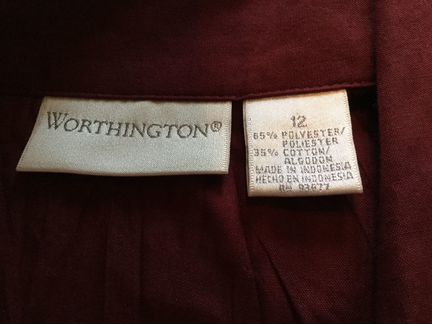 WORTHINGTON®
12
65% POLYESTER/
POLIESTER
35% COTTON/
ALGODON
MADE IN INDONESIA
HECHO EN INDONESIA
RN 93677